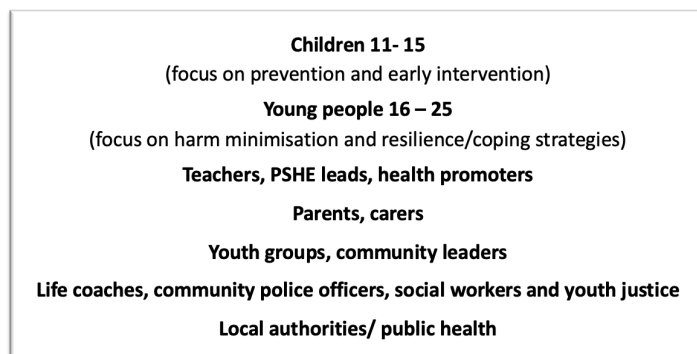 Children 11- 15
(focus on prevention and early intervention)
Young people 16 – 25
(focus on harm minimisation and resilience/coping strategies)
Teachers, PSHE leads, health promoters
Parents, carers
Youth groups, community leaders
Life coaches, community police officers, social workers and youth justice
Local authorities/ public health